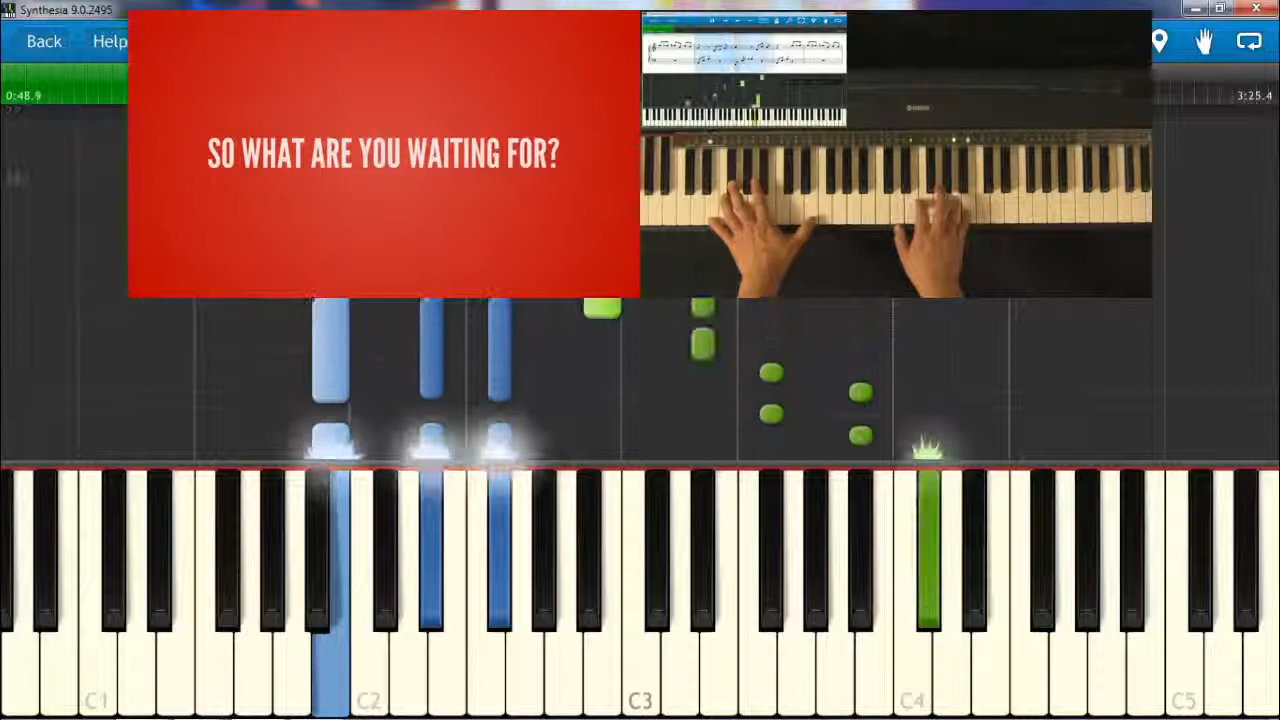 Synthesia 9.0.2495
Back
Help
0:48.9
SO WHAT ARE YOU WAITING FOR?
3:25.4
C1
C2
C3
C4
C5